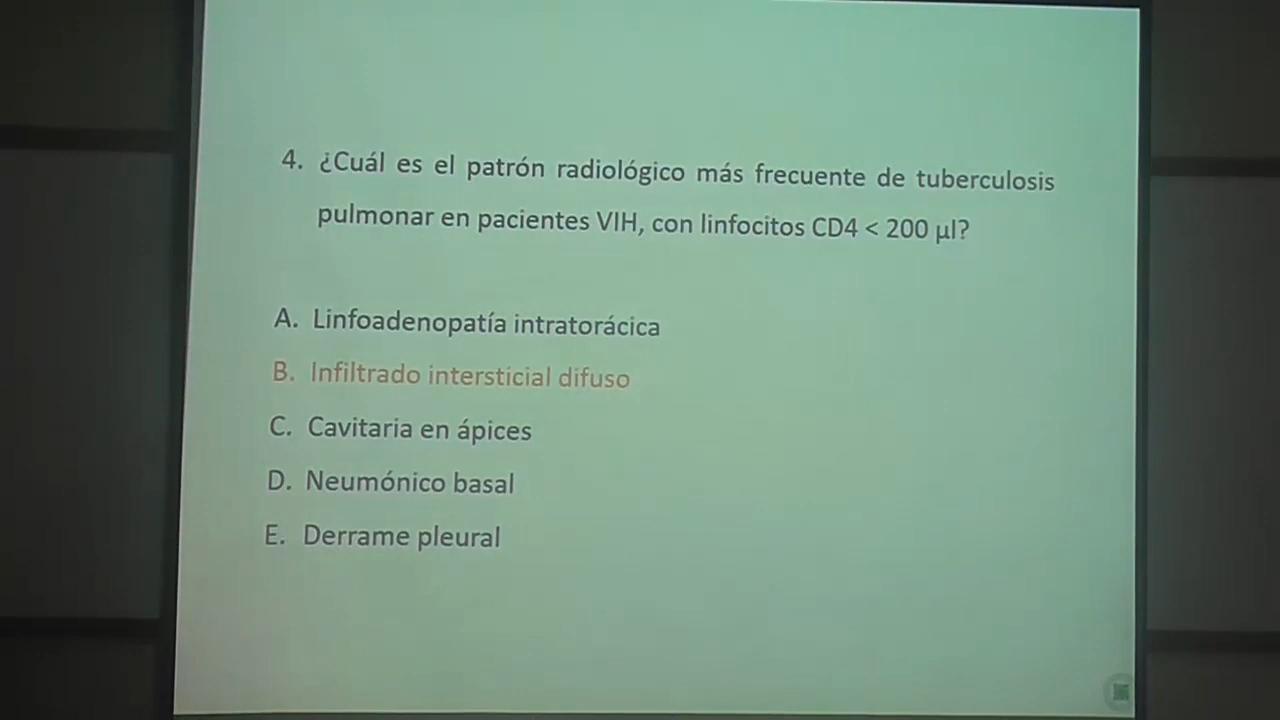 4. ¿Cuál es el patrón radiológico más frecuente de tuberculosis
pulmonar en pacientes VIH, con linfocitos CD4 < 200 µl?
A. Linfoadenopatía intratorácica
B. Infiltrado intersticial difuso
C. Cavitaria en ápices
D. Neumónico basal
E. Derrame pleural